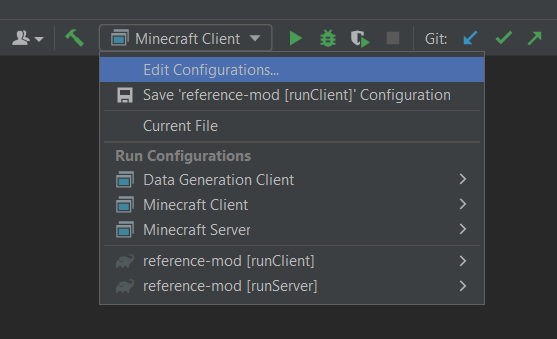 Minecraft Client
Git:
Edit Configurations...
Save 'reference-mod [runClient]' Configuration
Current File
Run Configurations
Data Generation Client
Minecraft Client
Minecraft Server
reference-mod [runClient]
reference-mod [runServer]